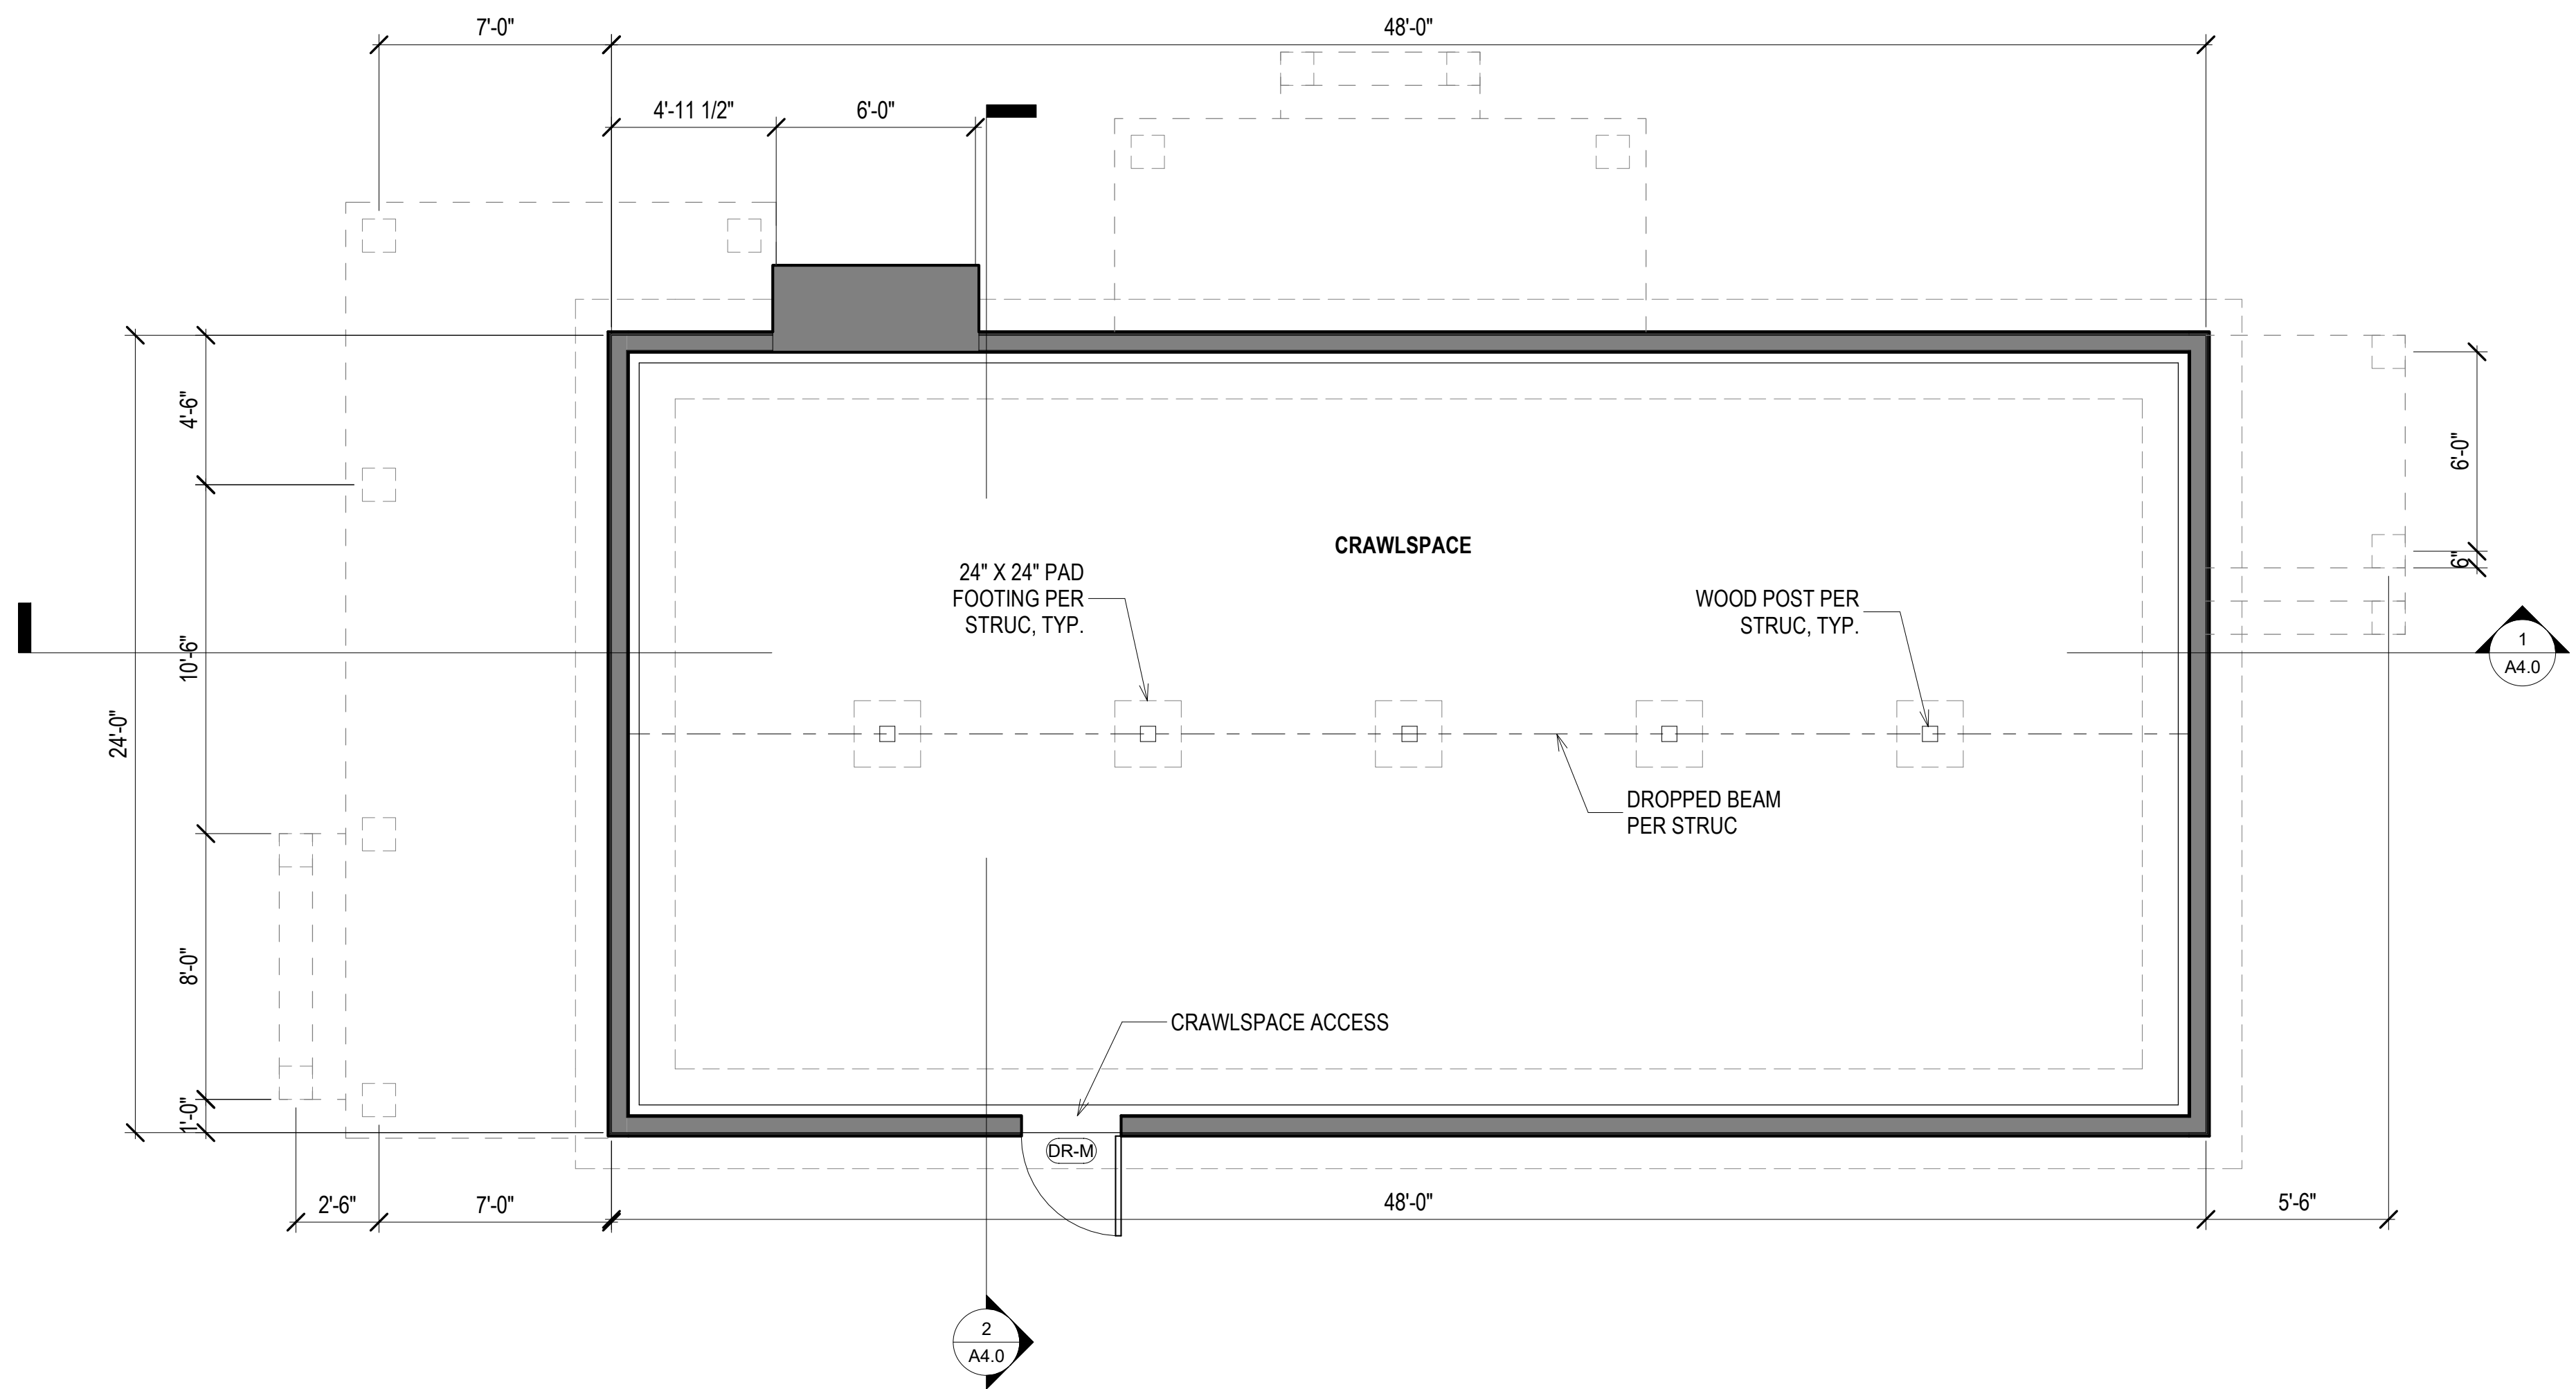 7'-0"
48'-0"
4'-11 1/2"
6'-0"
4'-6"
10'-6"
24'-0"
8'-0"
1'-0"
CRAWLSPACE
24" X 24" PAD
FOOTING PER
STRUC, TYP.
WOOD POST PER
STRUC, TYP.
6'-0"
6"
1
A4.0
DROPPED BEAM
PER STRUC
CRAWLSPACE ACCESS
DR-M
2'-6"
7'-0"
48'-0"
5'-6"
2
A4.0